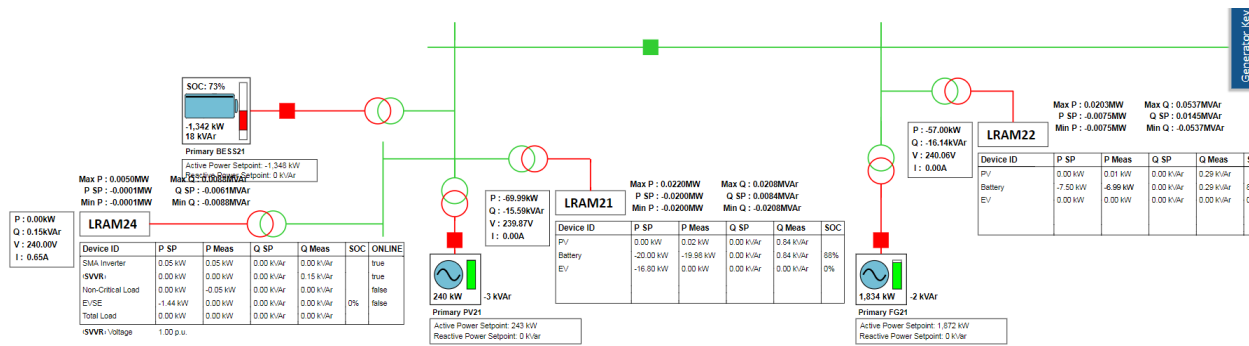 Generator Key
SOC: 73%
-1,342 kW
18 kVAr
Primary BESS21
Active Power Setpoint: -1,348 kW
Reactive Power Setpoint: 0 kVar
Max P : 0.0050MW Max Q : 0.0088MVAr
P SP : -0.0001MW Q SP : -0.0061MVAr
Min P : -0.0001MW Min Q : -0.0088MVAr
P : 0.00kW
Q : 0.15kVAr
V : 240.00V
I : 0.65A
LRAM24
Device ID P SP P Meas Q SP Q Meas SOC ONLINE
SMA Inverter 0.05 kW 0.05 kW 0.00 kVAr 0.00 kVAr true
(SVVR) 0.00 kW 0.00 kW 0.00 kVAr 0.15 kVAr true
Non-Critical Load 0.00 kW -0.05 kW 0.00 kVAr 0.00 kVAr false
EVSE -1.44 kW 0.00 kW 0.00 kVAr 0.00 kVAr 0% false
Total Load 0.00 kW 0.00 kW 0.00 kVAr 0.00 kVAr
(SVVR) Voltage 1.00 p.u.
P : -69.99kW
Q : -15.59kVAr
V : 239.87V
I : 0.00A
LRAM21
Max P : 0.0220MW Max Q : 0.0208MVAr
P SP : -0.0200MW Q SP : 0.0084MVAr
Min P : -0.0200MW Min Q : -0.0208MVAr
Device ID P SP P Meas Q SP Q Meas SOC
PV 0.00 kW 0.02 kW 0.00 kVAr 0.84 kVAr
Battery -20.00 kW -19.98 kW 0.00 kVAr 0.84 kVAr 88%
EV -16.80 kW 0.00 kW 0.00 kVAr 0.00 kVAr 0%
240 kW -3 kVAr
Primary PV21
Active Power Setpoint: 243 kW
Reactive Power Setpoint: 0 kVar
P : -57.00kW
Q : -16.14kVAr
V : 240.06V
I : 0.00A
LRAM22
Max P : 0.0203MW Max Q : 0.0537MVAr
P SP : -0.0075MW Q SP : 0.0145MVAr
Min P : -0.0075MW Min Q : -0.0537MVAr
Device ID P SP P Meas Q SP Q Meas
PV 0.00 kW 0.01 kW 0.00 kVAr 0.29 kVAr
Battery -7.50 kW -6.99 kW 0.00 kVAr 0.29 kVAr
EV 0.00 kW 0.00 kW 0.00 kVAr 0.00 kVAr
1,834 kW -2 kVAr
Primary FG21
Active Power Setpoint: 1,872 kW
Reactive Power Setpoint: 0 kVar